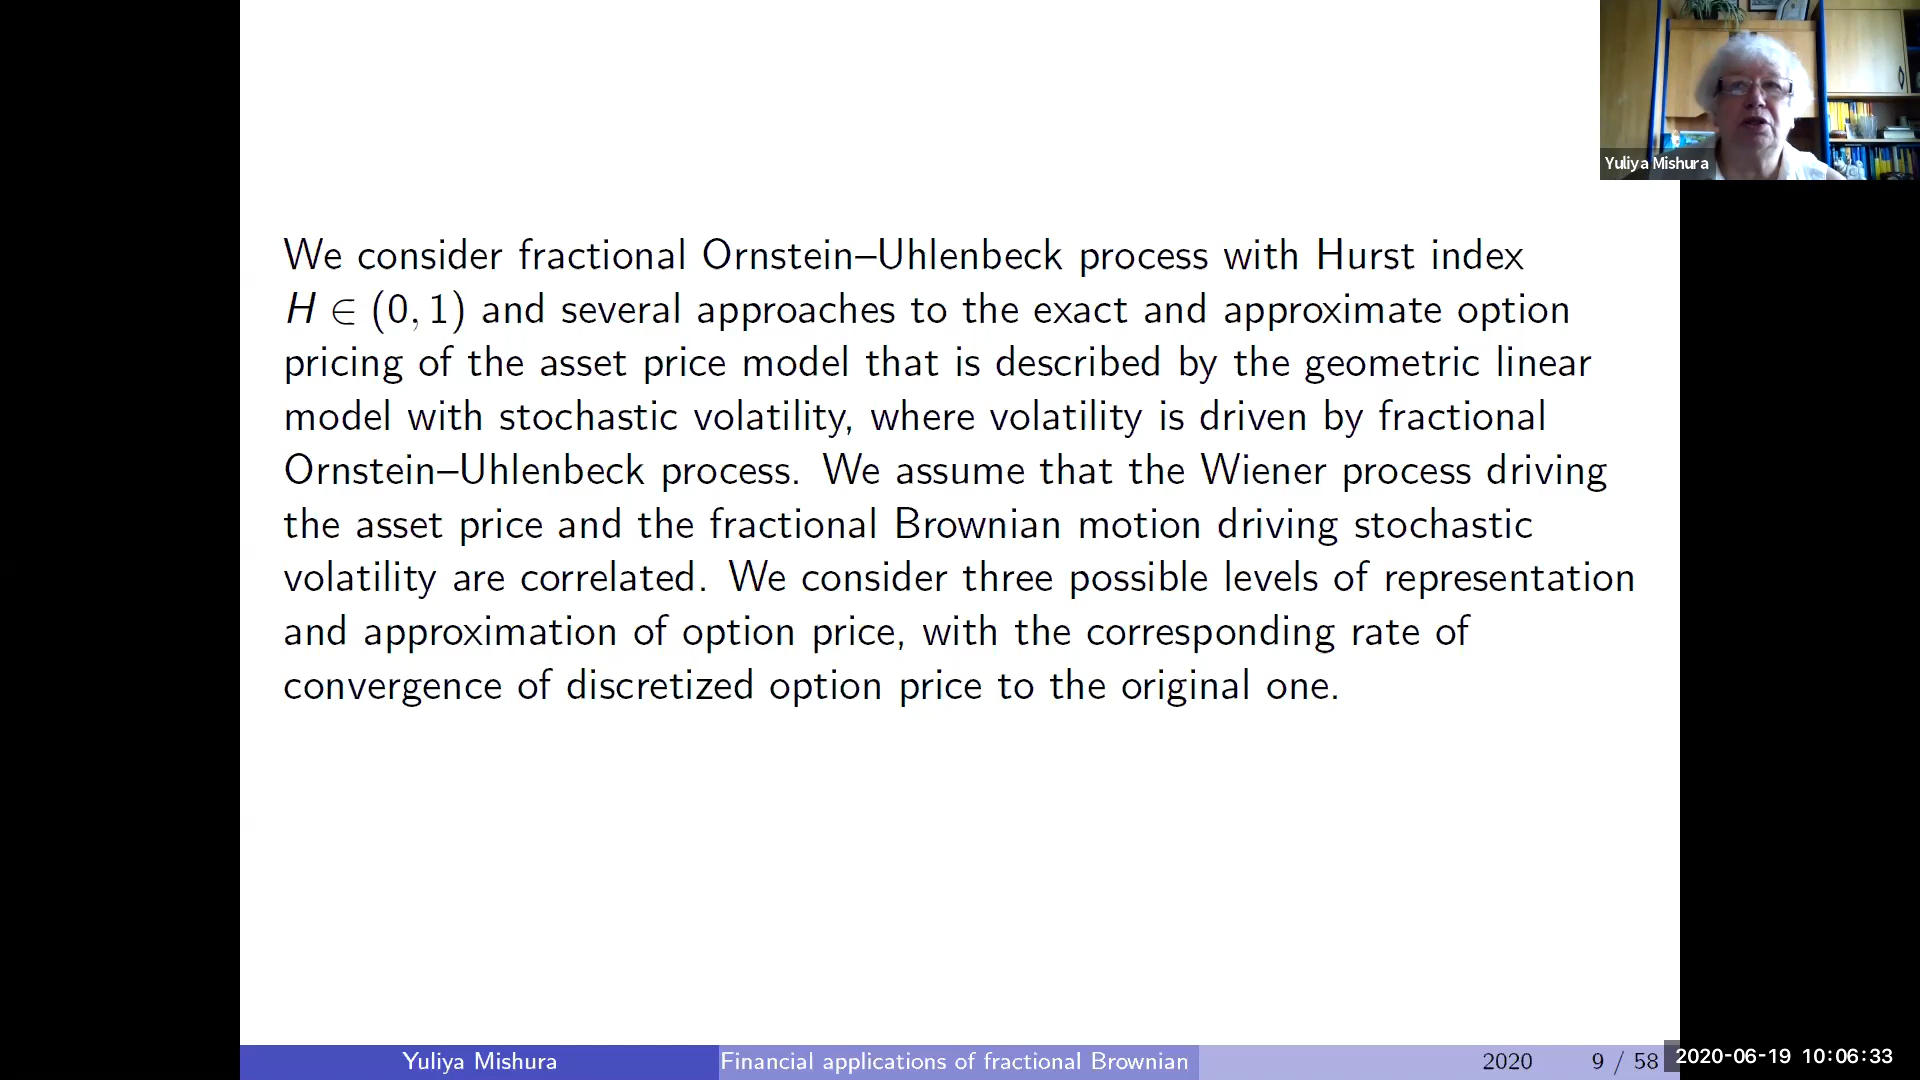 Yuliya Mishura
We consider fractional Ornstein–Uhlenbeck process with Hurst index
H ∈ (0, 1) and several approaches to the exact and approximate option
pricing of the asset price model that is described by the geometric linear
model with stochastic volatility, where volatility is driven by fractional
Ornstein–Uhlenbeck process. We assume that the Wiener process driving
the asset price and the fractional Brownian motion driving stochastic
volatility are correlated. We consider three possible levels of representation
and approximation of option price, with the corresponding rate of
convergence of discretized option price to the original one.
Yuliya Mishura Financial applications of fractional Brownian 2020 9 / 58
2020-06-19 10:06:33